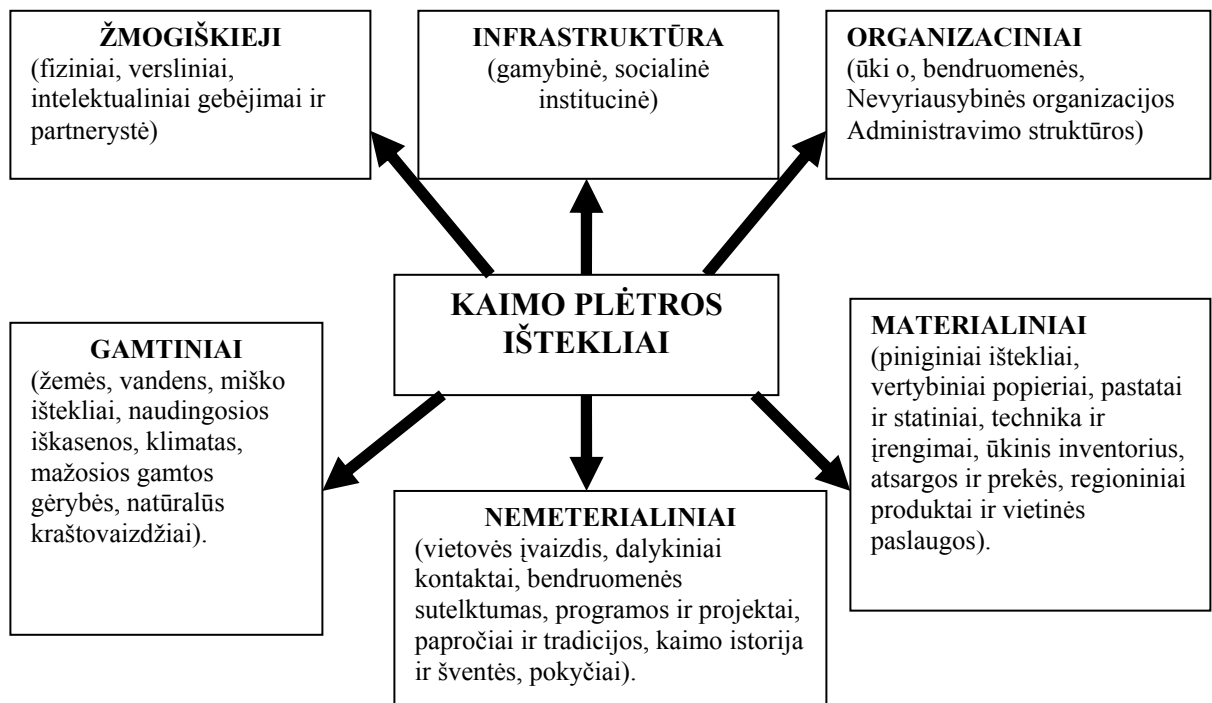 ŽMOGIŠKIEJI
(fiziniai, versliniai,
intelektualiniai gebėjimai ir
partnerystė)
INFRASTRUKTŪRA
(gamybinė, socialinė
institucinė)
ORGANIZACINIAI
(ūki o, bendruomenės,
Nevyriausybinės organizacijos
Administravimo struktūros)
KAIMO PLĖTROS
IŠTEKLIAI
GAMTINIAI
(žemės, vandens, miško
ištekliai, naudingosios
iškasenos, klimatas,
mažosios gamtos
gėrybės, natūralūs
kraštovaizdžiai).
NEMETERIALINIAI
(vietovės įvaizdis, dalykiniai
kontaktai, bendruomenės
sutelktumas, programos ir projektai,
papročiai ir tradicijos, kaimo istorija
ir šventės, pokyčiai).
MATERIALINIAI
(piniginiai ištekliai,
vertybiniai popieriai, pastatai
ir statiniai, technika ir
įrengimai, ūkinis inventorius,
atsargos ir prekės, regioniniai
produktai ir vietinės
paslaugos).